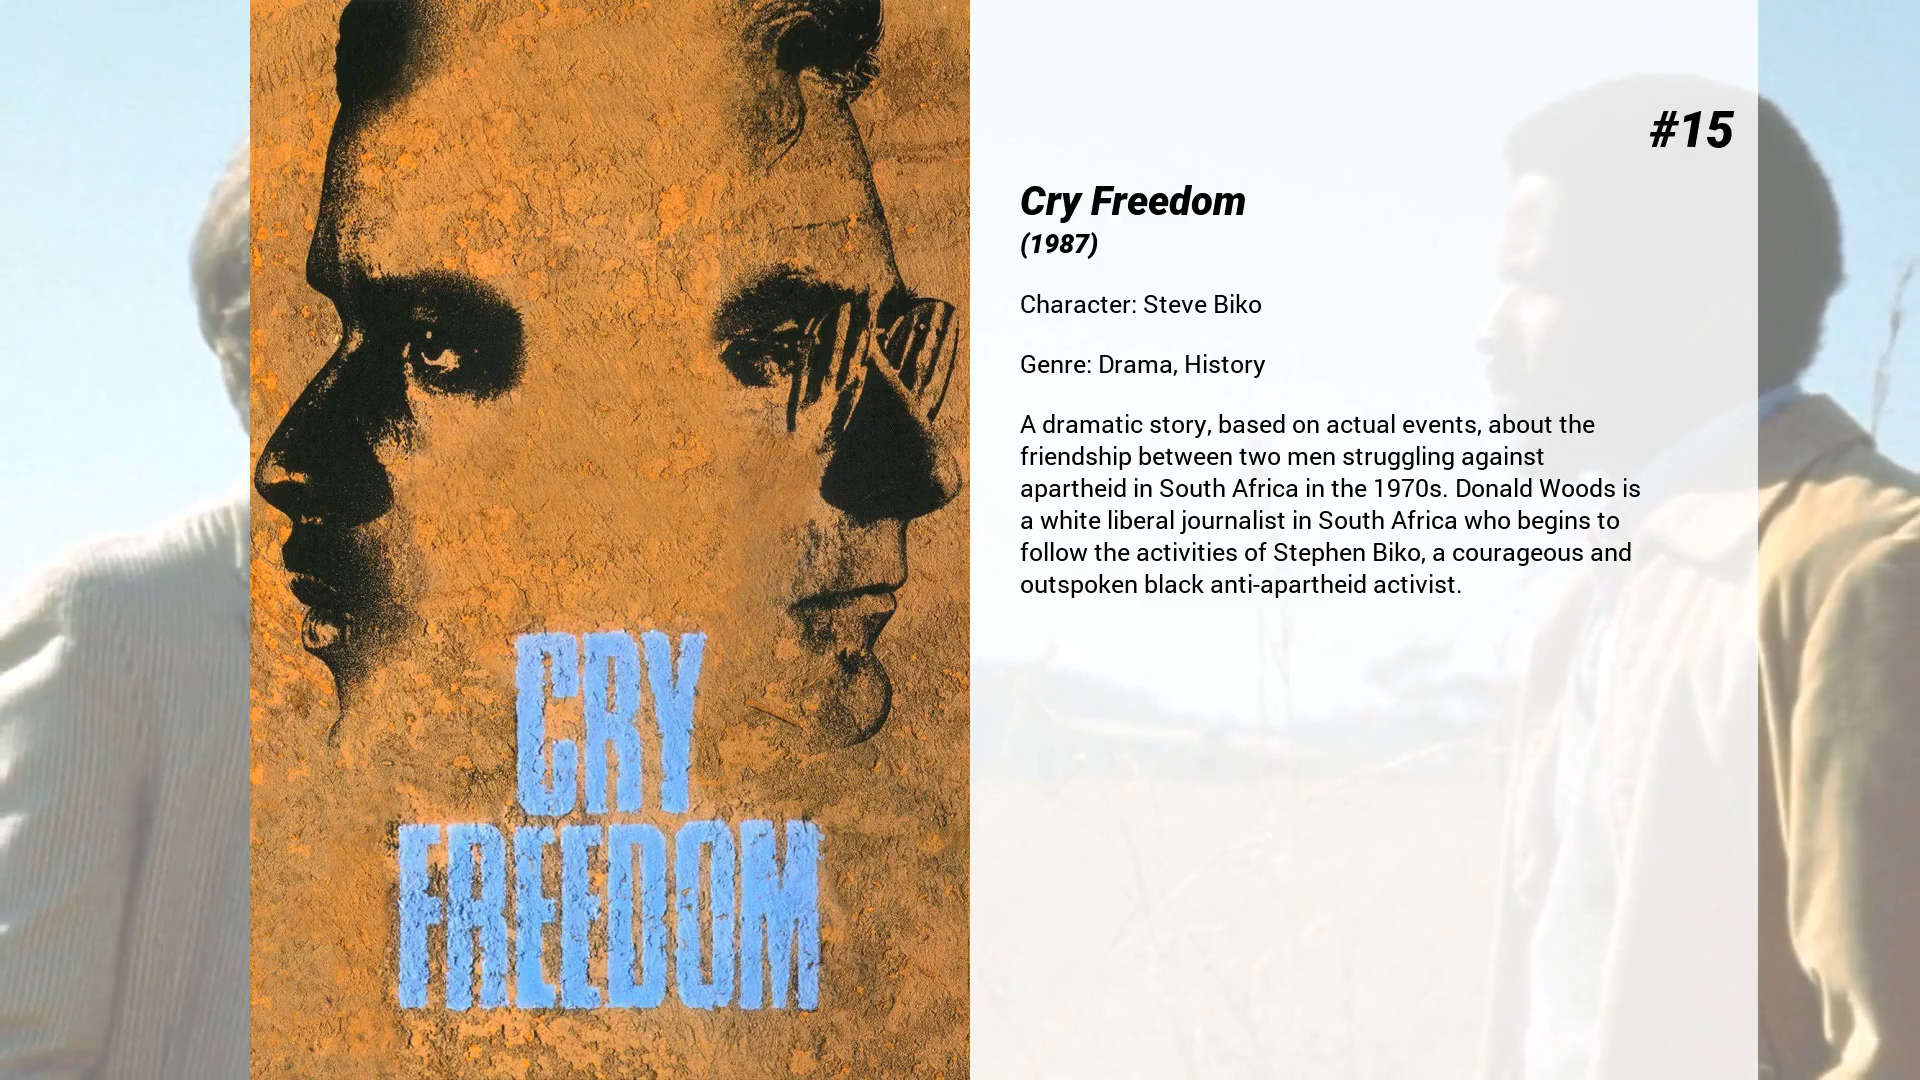 CRY
FREEDOM
#15
Cry Freedom
(1987)
Character: Steve Biko
Genre: Drama, History
A dramatic story, based on actual events, about the
friendship between two men struggling against
apartheid in South Africa in the 1970s. Donald Woods is
a white liberal journalist in South Africa who begins to
follow the activities of Stephen Biko, a courageous and
outspoken black anti-apartheid activist.